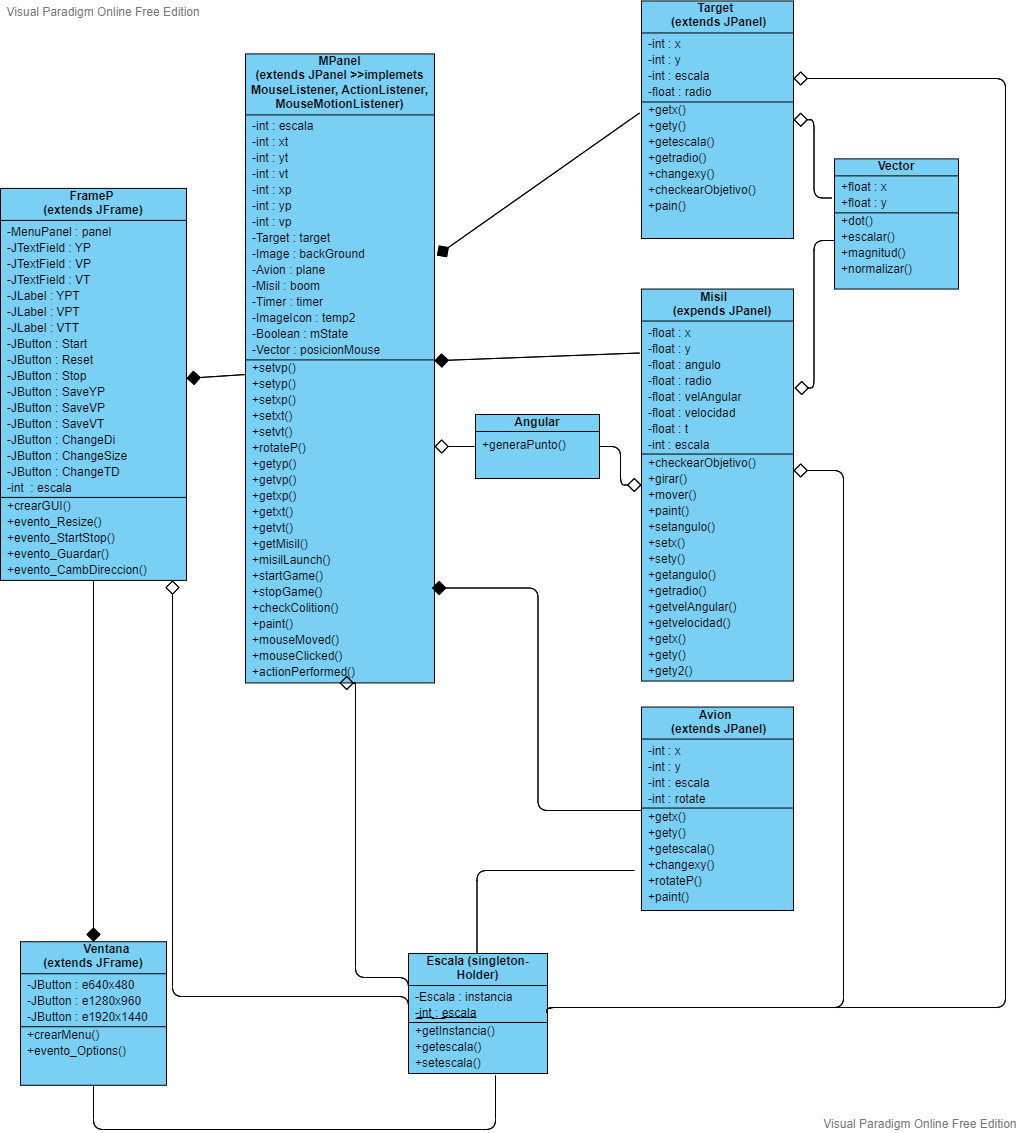 Visual Paradigm Online Free Edition
Target
(extends JPanel)
-int : x
-int : y
-int : escala
-float : radio
+getx()
+gety()
+getescala()
+getradio()
+changexy()
+checkearObjetivo()
+pain()
MPanel
(extends JPanel >>implemets
MouseListener, ActionListener,
MouseMotionListener)
-int : escala
-int : xt
-int : yt
-int : vt
-int : xp
-int : yp
-int : vp
-Target : target
-Image : backGround
-Avion : plane
-Misil : boom
-Timer : timer
-ImageIcon : temp2
-Boolean : mState
-Vector : posicionMouse
+setvp()
+setyp()
+setxp()
+setxt()
+setvt()
+rotateP()
+getyp()
+getvp()
+getxp()
+getxt()
+getvt()
+getMisil()
+misilLaunch()
+startGame()
+stopGame()
+checkColition()
+paint()
+mouseMoved()
+mouseClicked()
+actionPerformed()
Vector
+float : x
+float : y
+dot()
+escalar()
+magnitud()
+normalizar()
FrameP
(extends JFrame)
-MenuPanel : panel
-JTextField : YP
-JTextField : VP
-JTextField : VT
-JLabel : YPT
-JLabel : VPT
-JLabel : VTT
-JButton : Start
-JButton : Reset
-JButton : Stop
-JButton : SaveYP
-JButton : SaveVP
-JButton : SaveVT
-JButton : ChangeDi
-JButton : ChangeSize
-JButton : ChangeTD
-int : escala
+crearGUI()
+evento_Resize()
+evento_StartStop()
+evento_Guardar()
+evento_CambDireccion()
Misil
(expends JPanel)
-float : x
-float : y
-float : angulo
-float : radio
-float : velAngular
-float : velocidad
-float : t
-int : escala
+checkearObjetivo()
+girar()
+mover()
+paint()
+setangulo()
+setx()
+sety()
+getangulo()
+getradio()
+getvelAngular()
+getvelocidad()
+getx()
+gety()
+gety2()
Angular
+generaPunto()
Avion
(extends JPanel)
-int : x
-int : y
-int : escala
-int : rotate
+getx()
+gety()
+getescala()
+changexy()
+rotateP()
+paint()
Ventana
(extends JFrame)
-JButton : e640x480
-JButton : e1280x960
-JButton : e1920x1440
+crearMenu()
+evento_Options()
Escala (singleton-
Holder)
-Escala : instancia
-int : escala
+getInstancia()
+getescala()
+setescala()
Visual Paradigm Online Free Edition